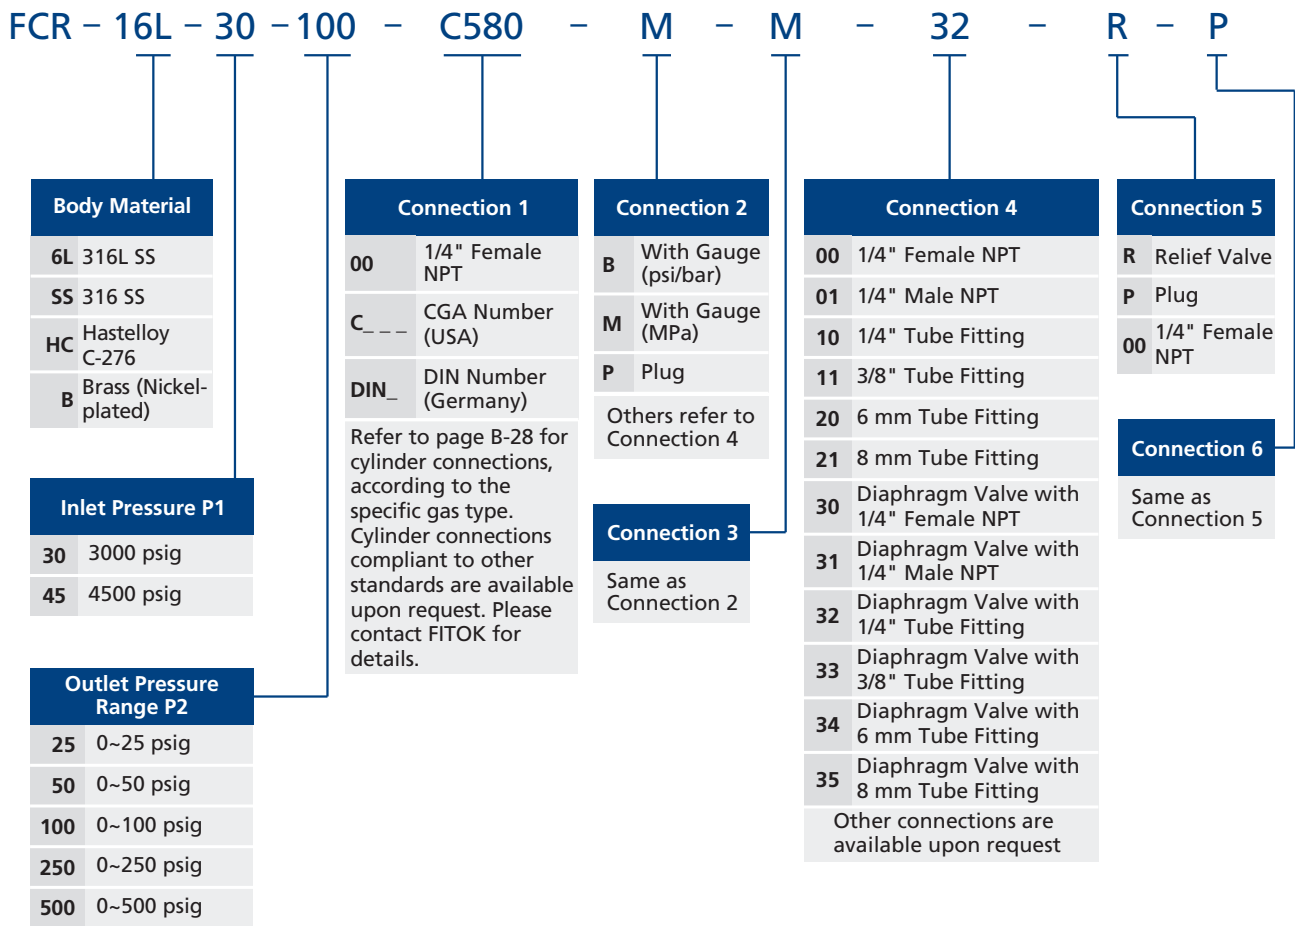 FCR – 16L – 30 – 100 – C580 – M – M – 32 – R – P
Body Material
6L 316L SS
SS 316 SS
HC Hastelloy
C-276
B Brass (Nickel-
plated)
Inlet Pressure P1
30 3000 psig
45 4500 psig
Outlet Pressure
Range P2
25 0~25 psig
50 0~50 psig
100 0~100 psig
250 0~250 psig
500 0~500 psig
Connection 1
00 1/4" Female
NPT
C_ _ _ CGA Number
(USA)
DIN_ DIN Number
(Germany)
Refer to page B-28 for
cylinder connections,
according to the
specific gas type.
Cylinder connections
compliant to other
standards are available
upon request. Please
contact FITOK for
details.
Connection 2
B With Gauge
(psi/bar)
M With Gauge
(MPa)
P Plug
Others refer to
Connection 4
Connection 3
Same as
Connection 2
Connection 4
00 1/4" Female NPT
01 1/4" Male NPT
10 1/4" Tube Fitting
11 3/8" Tube Fitting
20 6 mm Tube Fitting
21 8 mm Tube Fitting
30 Diaphragm Valve with
1/4" Female NPT
31 Diaphragm Valve with
1/4" Male NPT
32 Diaphragm Valve with
1/4" Tube Fitting
33 Diaphragm Valve with
3/8" Tube Fitting
34 Diaphragm Valve with
6 mm Tube Fitting
35 Diaphragm Valve with
8 mm Tube Fitting
Other connections are
available upon request
Connection 5
R Relief Valve
P Plug
00 1/4" Female
NPT
Connection 6
Same as
Connection 5